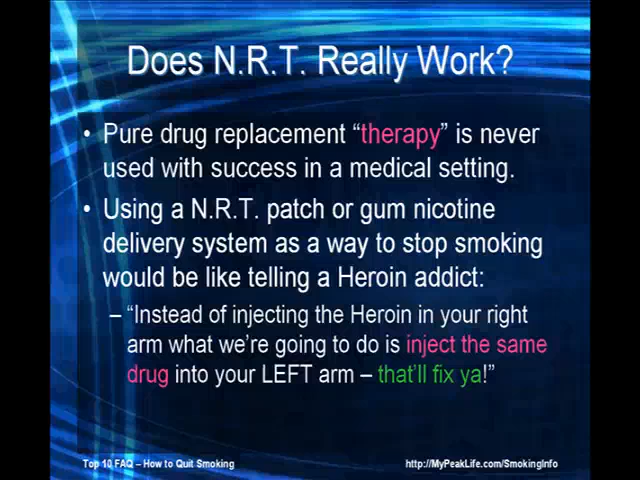 Does N.R.T. Really Work?
• Pure drug replacement “therapy” is never
used with success in a medical setting.
• Using a N.R.T. patch or gum nicotine
delivery system as a way to stop smoking
would be like telling a Heroin addict:
– “Instead of injecting the Heroin in your right
arm what we’re going to do is inject the same
drug into your LEFT arm – that’ll fix ya!”
Top 10 FAQ – How to Quit Smoking
http://MyPeakLife.com/SmokingInfo